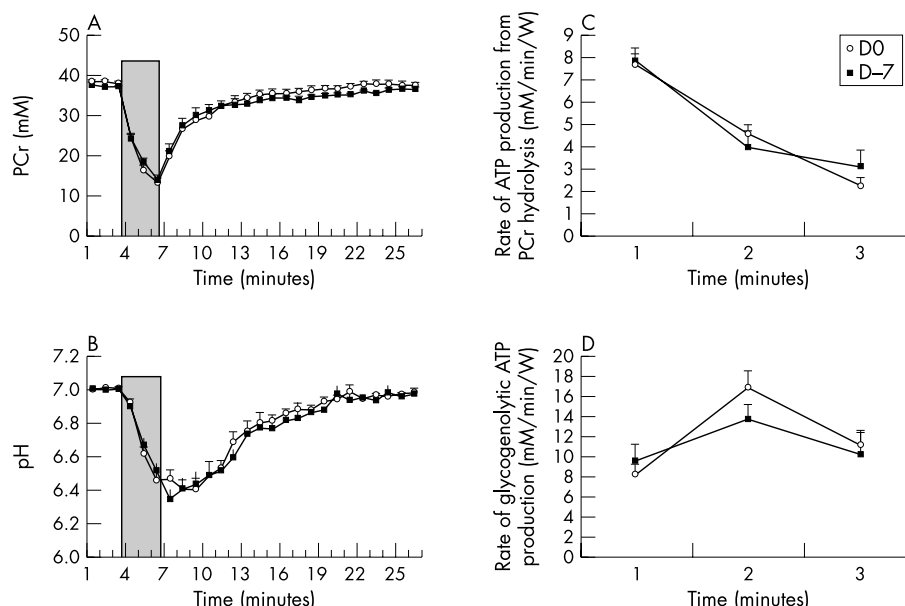 A
50
40
30
20
10
0
PCr (mM)
1 4 7 10 13 16 19 22 25
Time (minutes)
C
9
8
7
6
5
4
3
2
1
0
Rate of ATP production from
PCr hydrolysis (mM/min/W)
1 2 3
Time (minutes)
D0
D–7
B
7.2
7.0
6.8
6.6
6.4
6.2
6.0
pH
1 4 7 10 13 16 19 22 25
Time (minutes)
D
20
18
16
14
12
10
8
6
4
2
0
Rate of glycogenolytic ATP
production (mM/min/W)
1 2 3
Time (minutes)